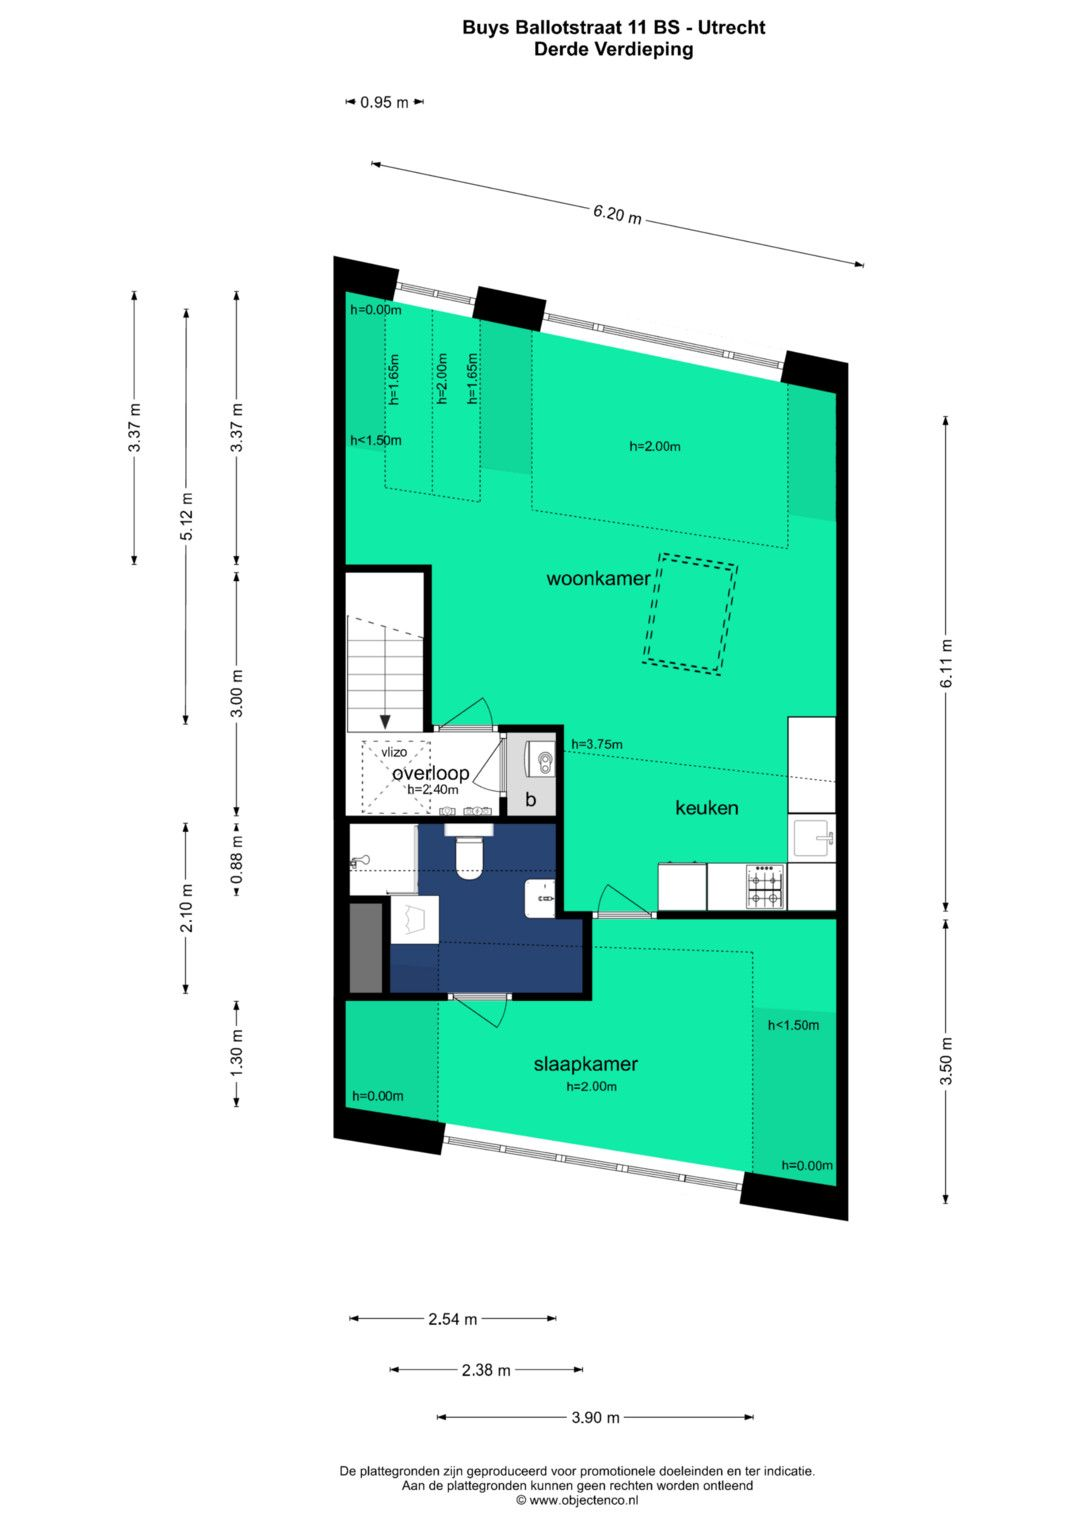 Buys Ballotstraat 11 BS - Utrecht
Derde Verdieping
0.95 m
6.20 m
h=0.00m
h=1.65m
h=2.00m
h=1.65m
h<1.50m
h=2.00m
3.37 m
3.37 m
5.12 m
woonkamer
6.11 m
3.00 m
h=3.75m
vlizo
overloop
h=2.40m
b
keuken
0.88 m
2.10 m
h<1.50m
1.30 m
slaapkamer
h=2.00m
3.50 m
h=0.00m
h=0.00m
2.54 m
2.38 m
3.90 m
De plattegronden zijn geproduceerd voor promotionele doeleinden en ter indicatie.
Aan de plattegronden kunnen geen rechten worden ontleend
© www.objectenco.nl